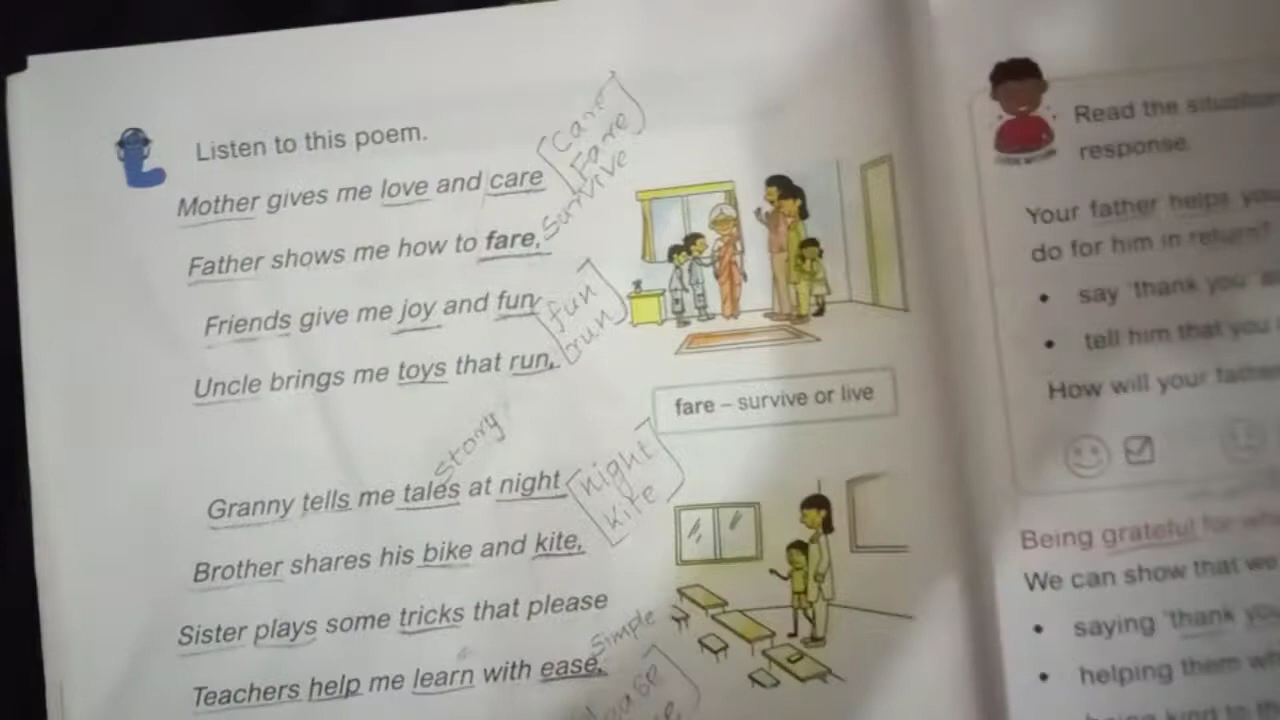 Listen to this poem.
Mother gives me love and care
Care
Fare
Father shows me how to fare,
Survive
Friends give me joy and fun
fun
run
Uncle brings me toys that run,
fare – survive or live
Story
Granny tells me tales at night
night
kite
Brother shares his bike and kite,
Sister plays some tricks that please
Simple
Teachers help me learn with ease,
Read the situation
response.
Your father helps you
do for him in return?
• say 'thank you'
• tell him that you
How will your father
Being grateful for
We can show that we
• saying 'thank you
• helping them